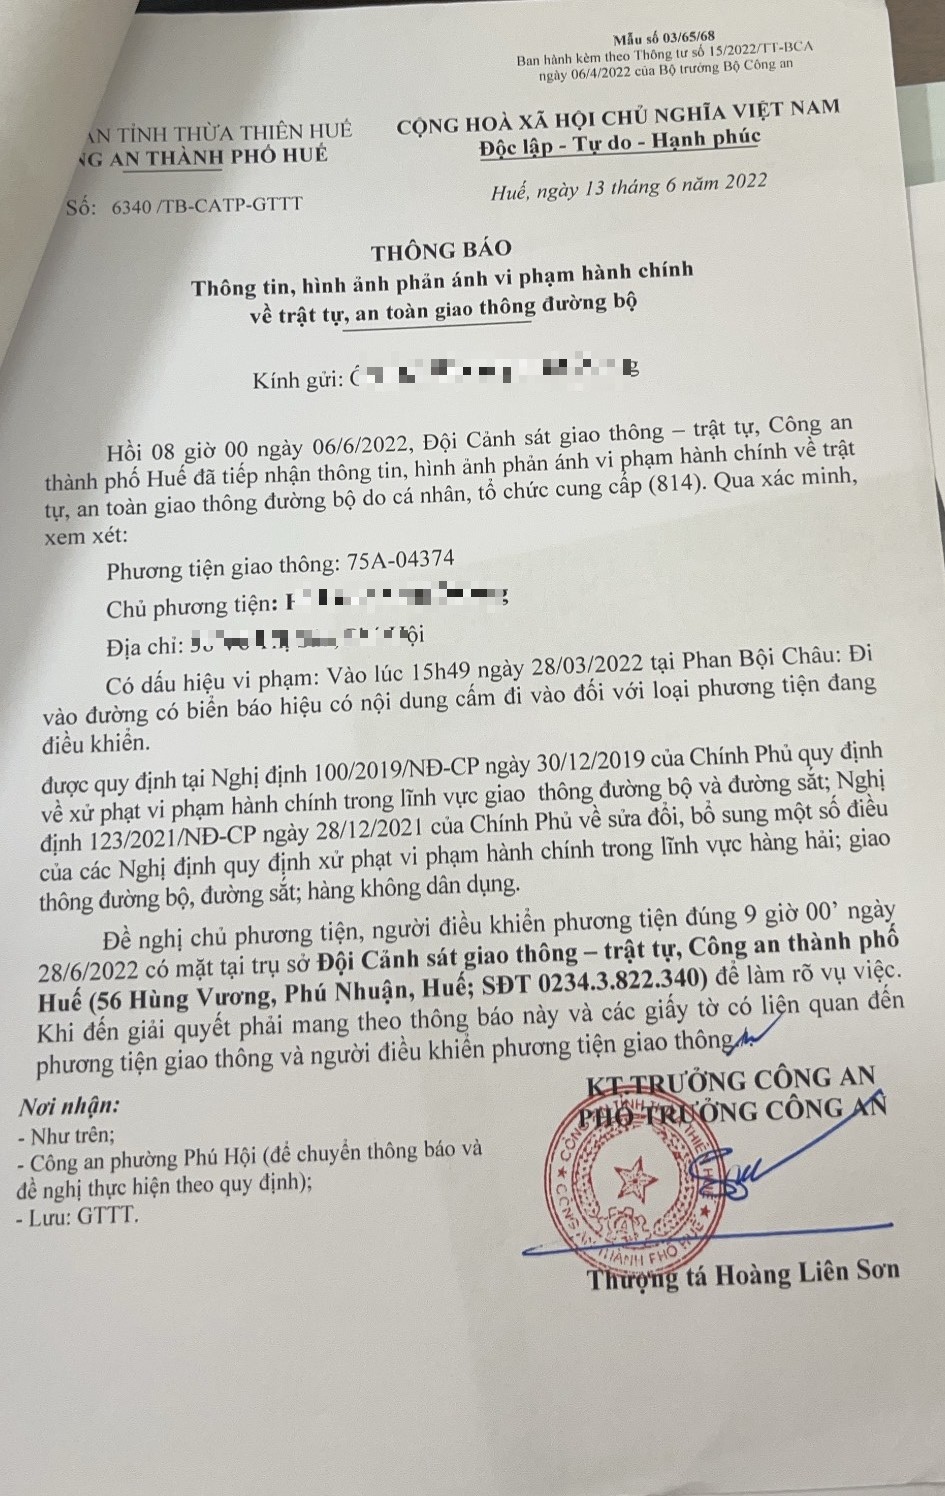 Mẫu số 03/65/68
Ban hành kèm theo Thông tư số 15/2022/TT-BCA
ngày 06/4/2022 của Bộ trưởng Bộ Công an
AN TỈNH THỪA THIÊN HUẾ
NG AN THÀNH PHỐ HUẾ
CỘNG HOÀ XÃ HỘI CHỦ NGHĨA VIỆT NAM
Độc lập - Tự do - Hạnh phúc
Số: 6340 /TB-CATP-GTTT
Huế, ngày 13 tháng 6 năm 2022
THÔNG BÁO
Thông tin, hình ảnh phản ánh vi phạm hành chính
về trật tự, an toàn giao thông đường bộ
Kính gửi:
Hồi 08 giờ 00 ngày 06/6/2022, Đội Cảnh sát giao thông – trật tự, Công an
thành phố Huế đã tiếp nhận thông tin, hình ảnh phản ánh vi phạm hành chính về trật
tự, an toàn giao thông đường bộ do cá nhân, tổ chức cung cấp (814). Qua xác minh,
xem xét:
Phương tiện giao thông: 75A-04374
Chủ phương tiện:
Địa chỉ:
Có dấu hiệu vi phạm: Vào lúc 15h49 ngày 28/03/2022 tại Phan Bội Châu: Đi
vào đường có biển báo hiệu có nội dung cấm đi vào đối với loại phương tiện đang
điều khiển.
được quy định tại Nghị định 100/2019/NĐ-CP ngày 30/12/2019 của Chính Phủ quy định
về xử phạt vi phạm hành chính trong lĩnh vực giao thông đường bộ và đường sắt; Nghị
định 123/2021/NĐ-CP ngày 28/12/2021 của Chính Phủ về sửa đổi, bổ sung một số điều
của các Nghị định quy định xử phạt vi phạm hành chính trong lĩnh vực hàng hải; giao
thông đường bộ, đường sắt; hàng không dân dụng.
Đề nghị chủ phương tiện, người điều khiển phương tiện đúng 9 giờ 00’ ngày
28/6/2022 có mặt tại trụ sở Đội Cảnh sát giao thông – trật tự, Công an thành phố
Huế (56 Hùng Vương, Phú Nhuận, Huế; SĐT 0234.3.822.340) để làm rõ vụ việc.
Khi đến giải quyết phải mang theo thông báo này và các giấy tờ có liên quan đến
phương tiện giao thông và người điều khiển phương tiện giao thông
Nơi nhận:
- Như trên;
- Công an phường Phú Hội (để chuyển thông báo và
đề nghị thực hiện theo quy định);
- Lưu: GTTT.
KT.TRƯỞNG CÔNG AN
PHÓ TRƯỞNG CÔNG AN
CÔNG AN THÀNH PHỐ HUẾ
Thượng tá Hoàng Liên Sơn